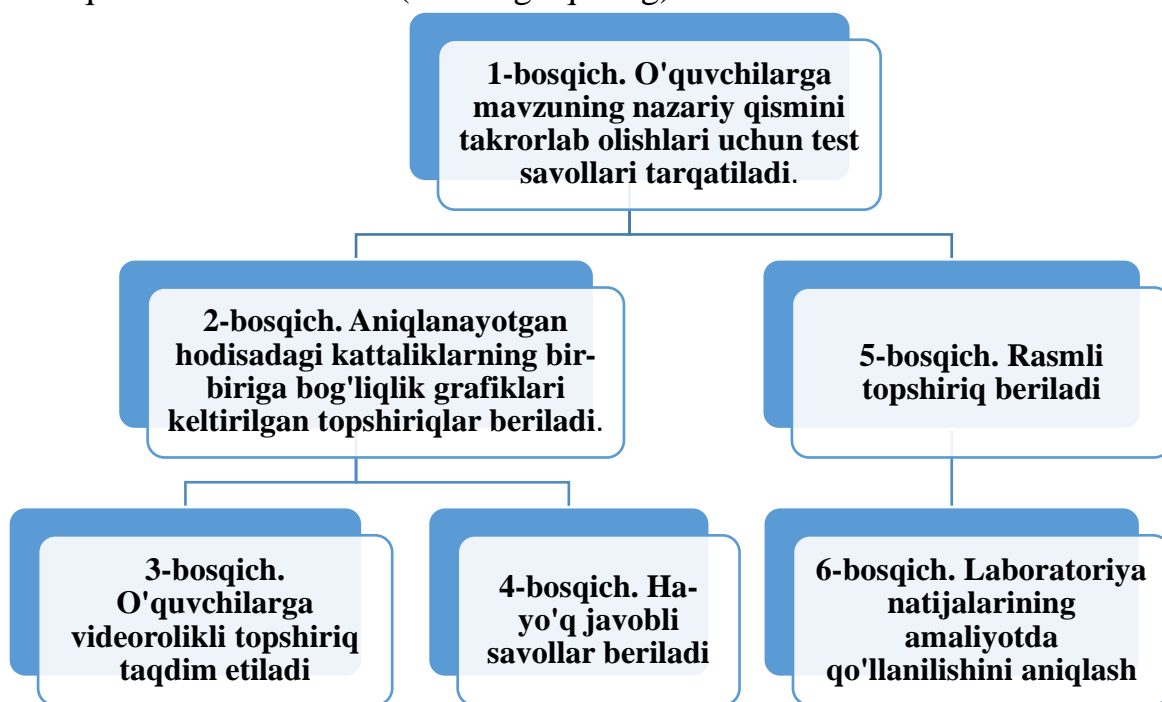 1-bosqich. O'quvchilarga
mavzuning nazariy qismini
takrorlab olishlari uchun test
savollari tarqatiladi.
2-bosqich. Aniqlanayotgan
hodisadagi kattaliklarning bir-
biriga bog'liqlik grafiklari
keltirilgan topshiriqlar beriladi.
5-bosqich. Rasmli
topshiriq beriladi
3-bosqich.
O'quvchilarga
videorolikli topshiriq
taqdim etiladi
4-bosqich. Ha-
yo'q javobli
savollar beriladi
6-bosqich. Laboratoriya
natijalarining
amaliyotda
qo'llanilishini aniqlash